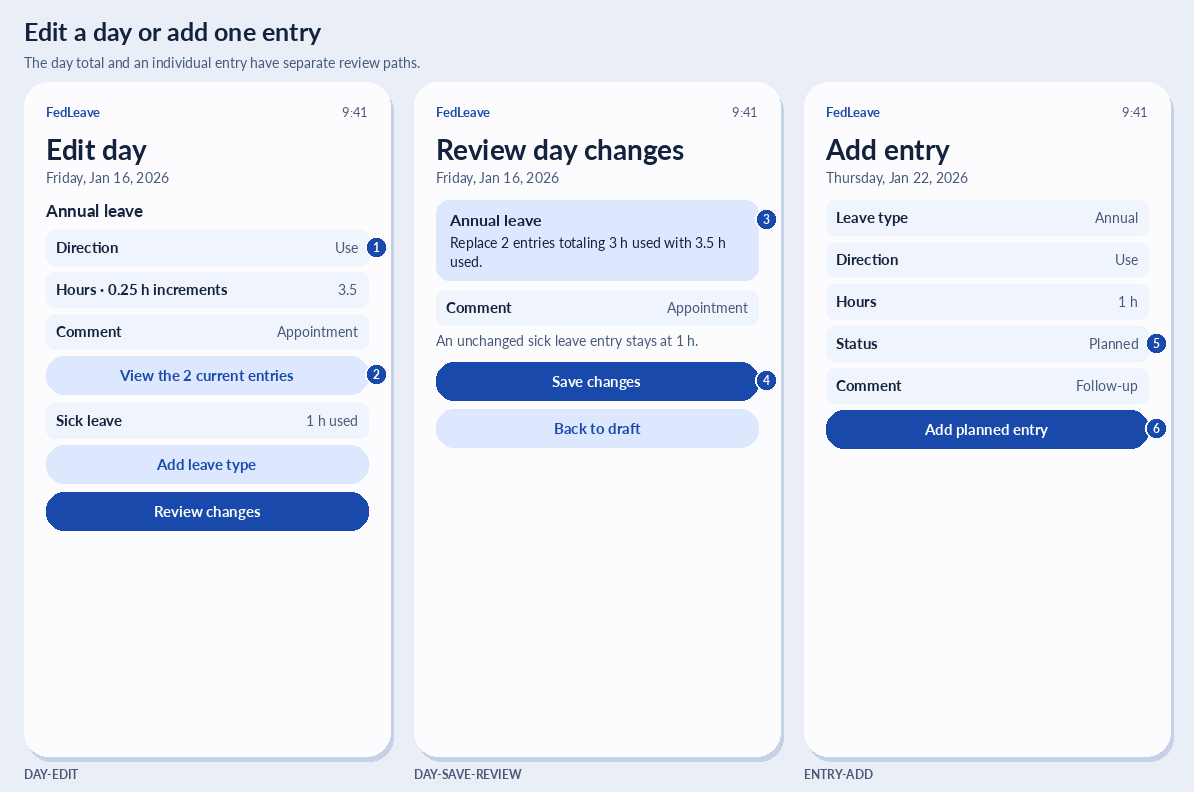 Edit a day or add one entry
The day total and an individual entry have separate review paths.
FedLeave 9:41
Edit day
Friday, Jan 16, 2026
Annual leave
Direction Use 1
Hours · 0.25 h increments 3.5
Comment Appointment
View the 2 current entries 2
Sick leave 1 h used
Add leave type
Review changes
DAY-EDIT
FedLeave 9:41
Review day changes
Friday, Jan 16, 2026
Annual leave 3
Replace 2 entries totaling 3 h used with 3.5 h
used.
Comment Appointment
An unchanged sick leave entry stays at 1 h.
Save changes 4
Back to draft
DAY-SAVE-REVIEW
FedLeave 9:41
Add entry
Thursday, Jan 22, 2026
Leave type Annual
Direction Use
Hours 1 h
Status Planned 5
Comment Follow-up
Add planned entry 6
ENTRY-ADD